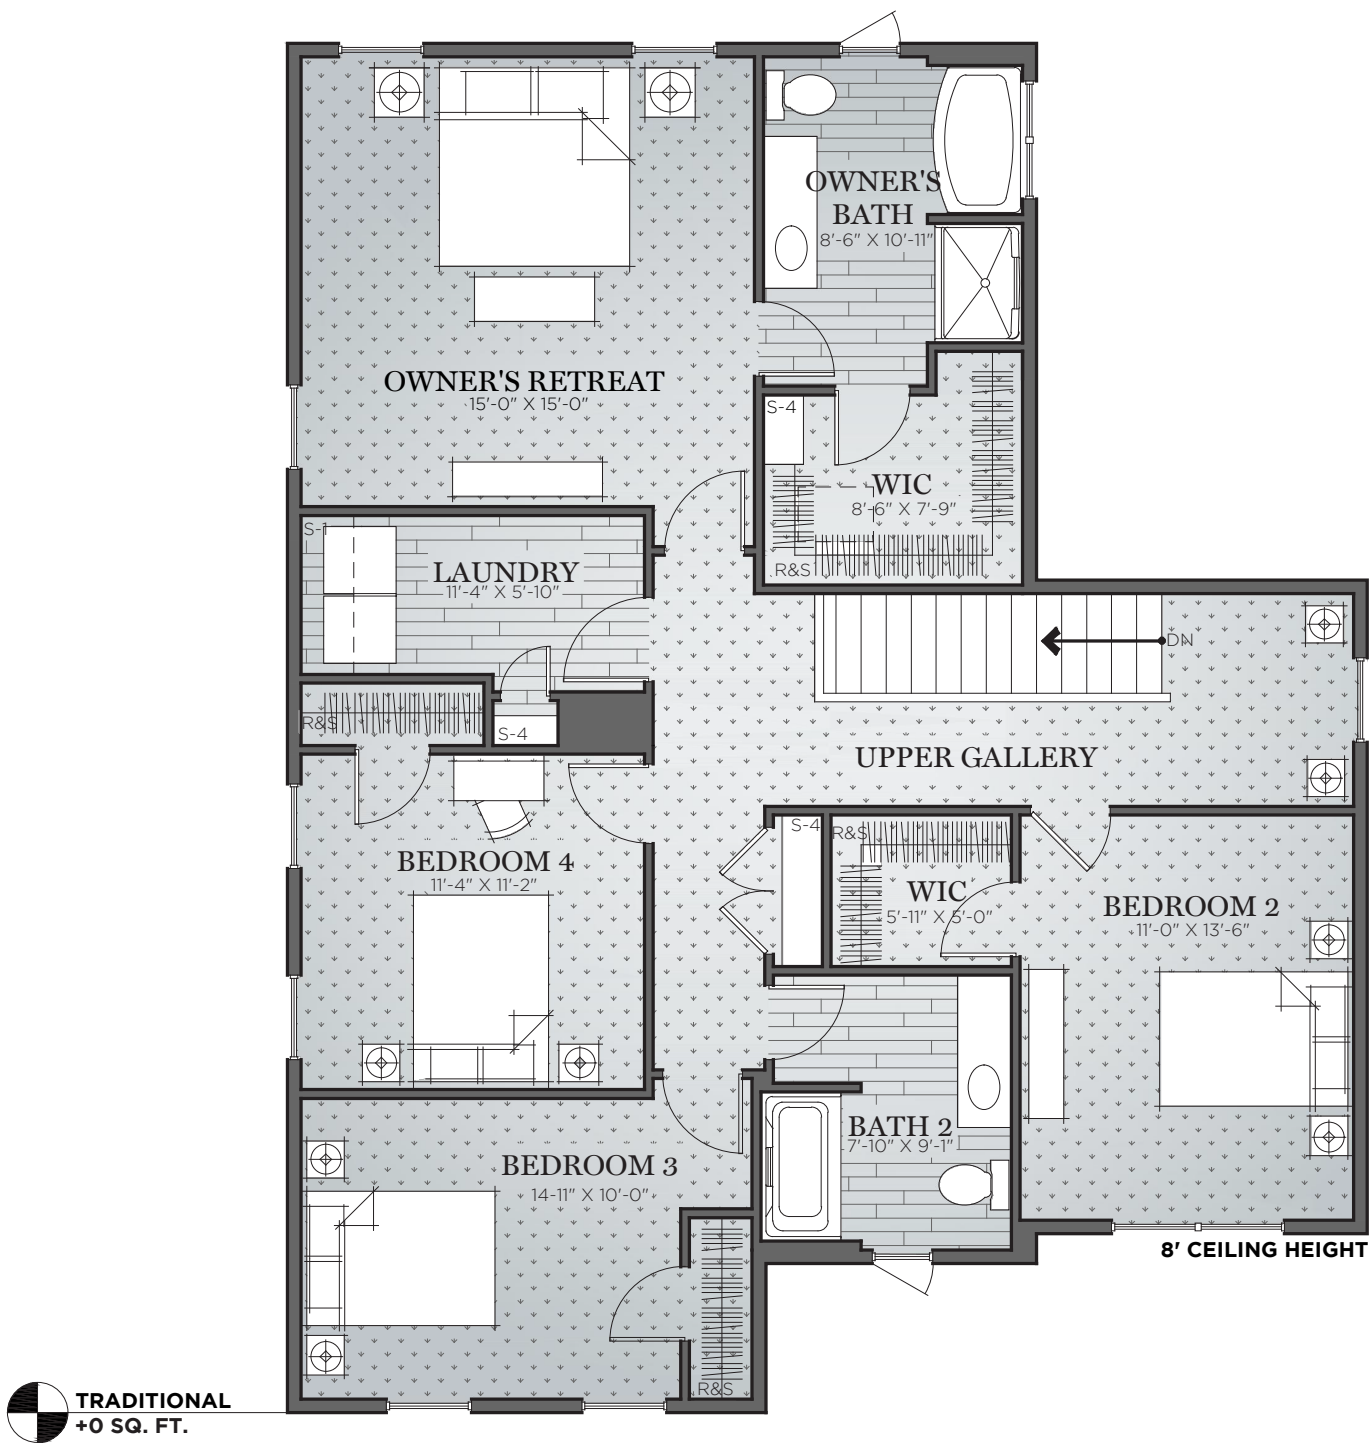 OWNER'S
BATH
8'-6" X 10'-11"
OWNER'S RETREAT
15'-0" X 15'-0"
S-4
WIC
8'-6" X 7'-9"
R&S
S-1
LAUNDRY
11'-4" X 5'-10"
DN
R&S
S-4
UPPER GALLERY
S-4
R&S
BEDROOM 4
11'-4" X 11'-2"
WIC
5'-11" X 5'-0"
BEDROOM 2
11'-0" X 13'-6"
BATH 2
7'-10" X 9'-1"
BEDROOM 3
14-11" X 10'-0"
8' CEILING HEIGHT
R&S
TRADITIONAL
+0 SQ. FT.